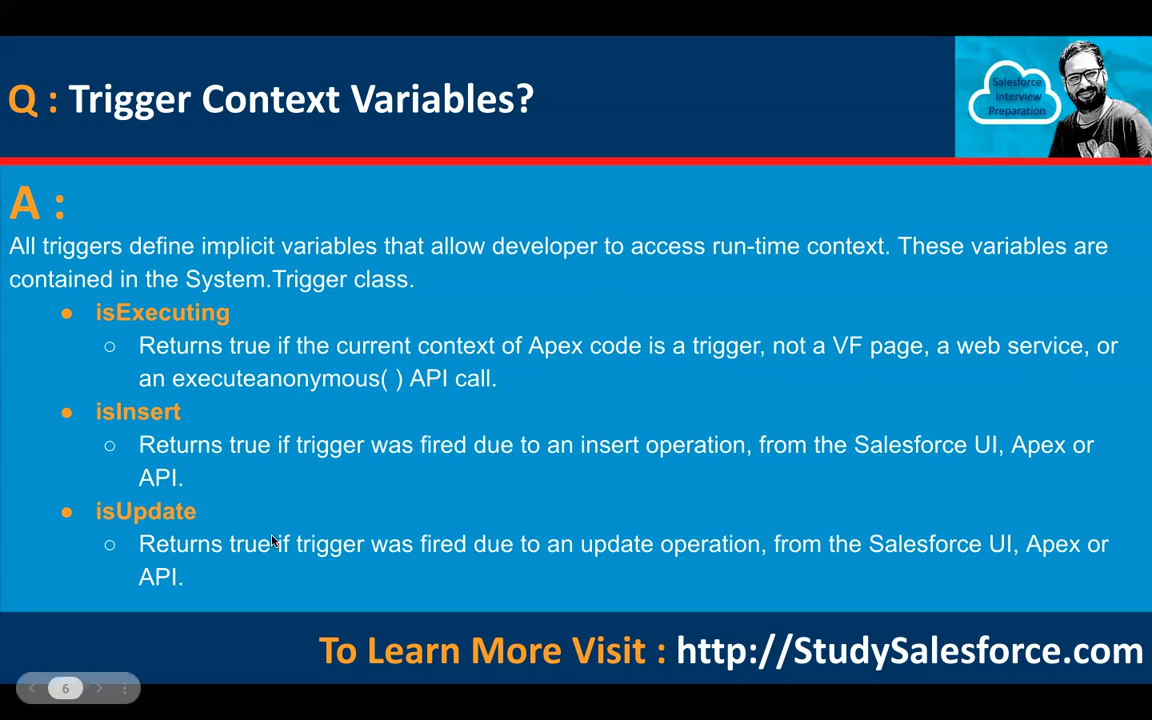 Q : Trigger Context Variables?
Salesforce
Interview
Preparation
A :
All triggers define implicit variables that allow developer to access run-time context. These variables are
contained in the System.Trigger class.
● isExecuting
○ Returns true if the current context of Apex code is a trigger, not a VF page, a web service, or
an executeanonymous( ) API call.
● isInsert
○ Returns true if trigger was fired due to an insert operation, from the Salesforce UI, Apex or
API.
● isUpdate
○ Returns true if trigger was fired due to an update operation, from the Salesforce UI, Apex or
API.
To Learn More Visit : http://StudySalesforce.com
6